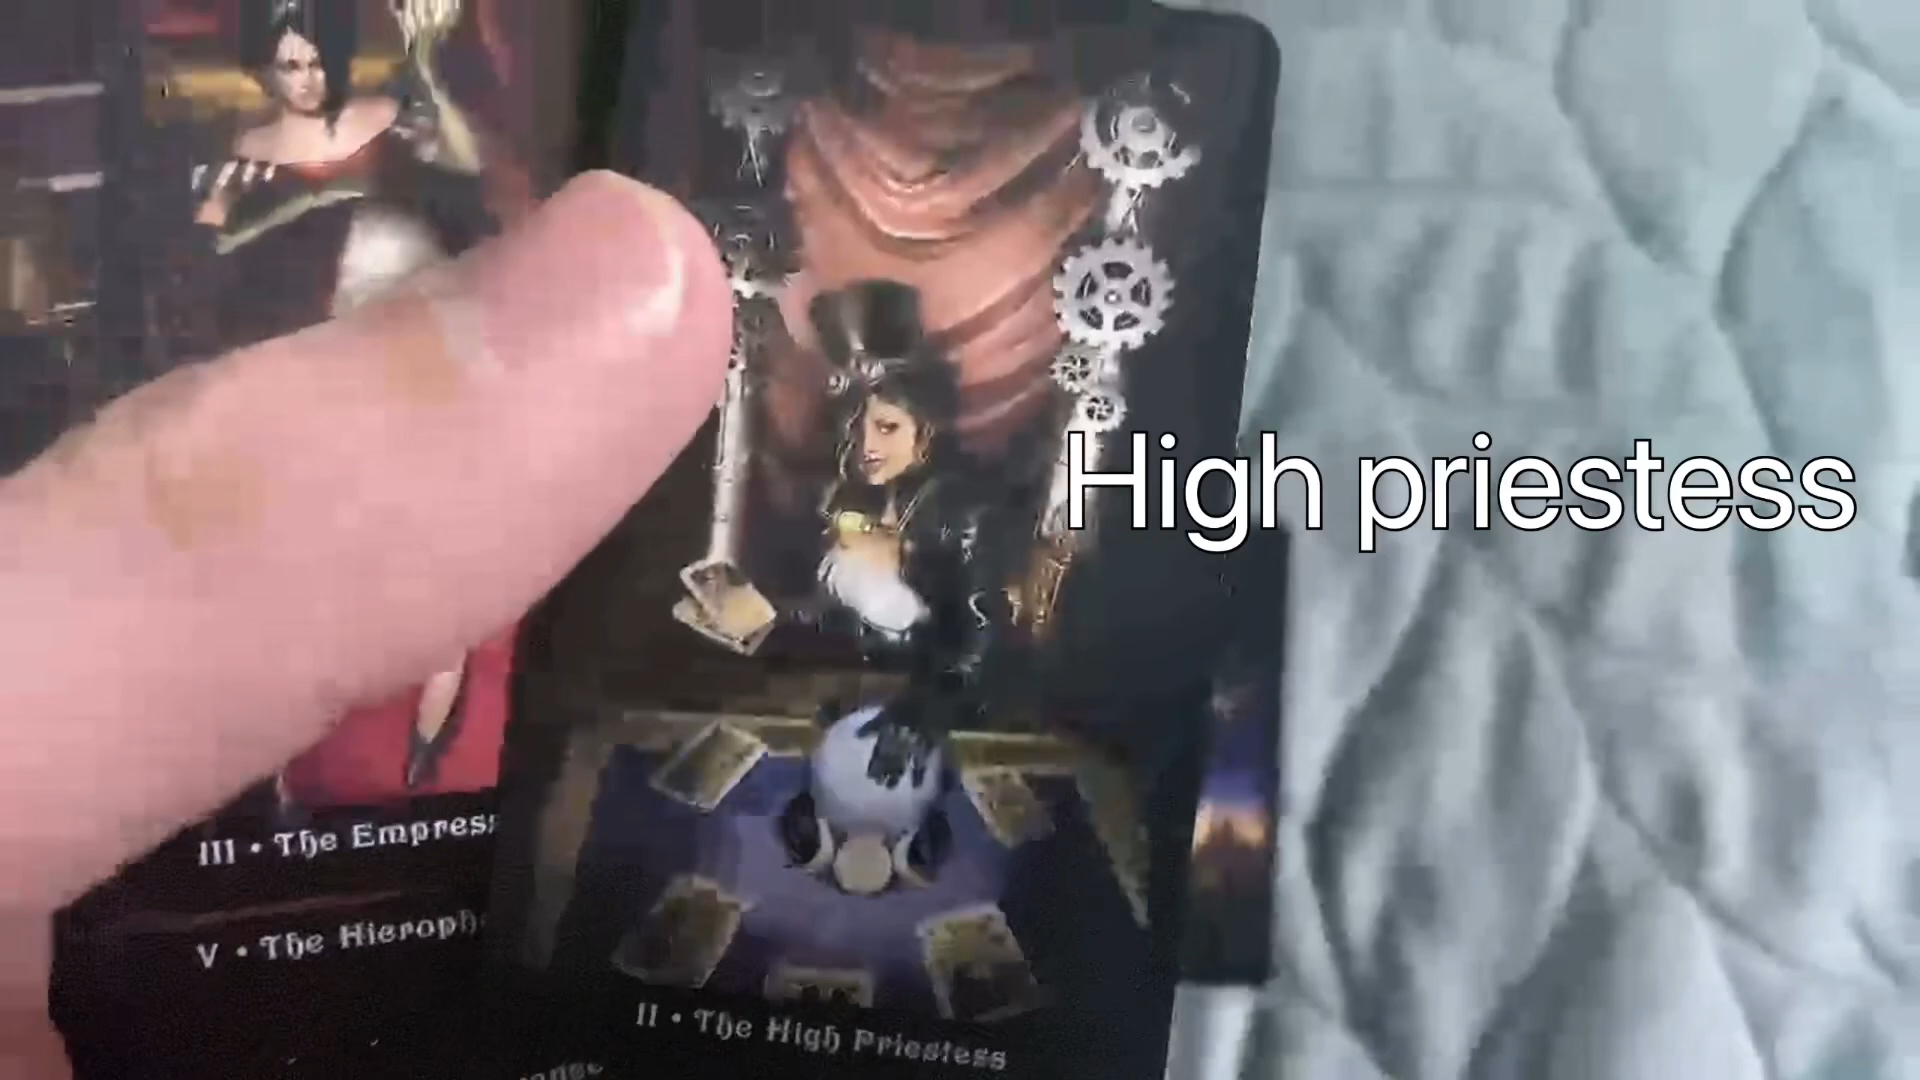 High priestess
III • The Empress
V • The Hieroph
II • The High Priestess